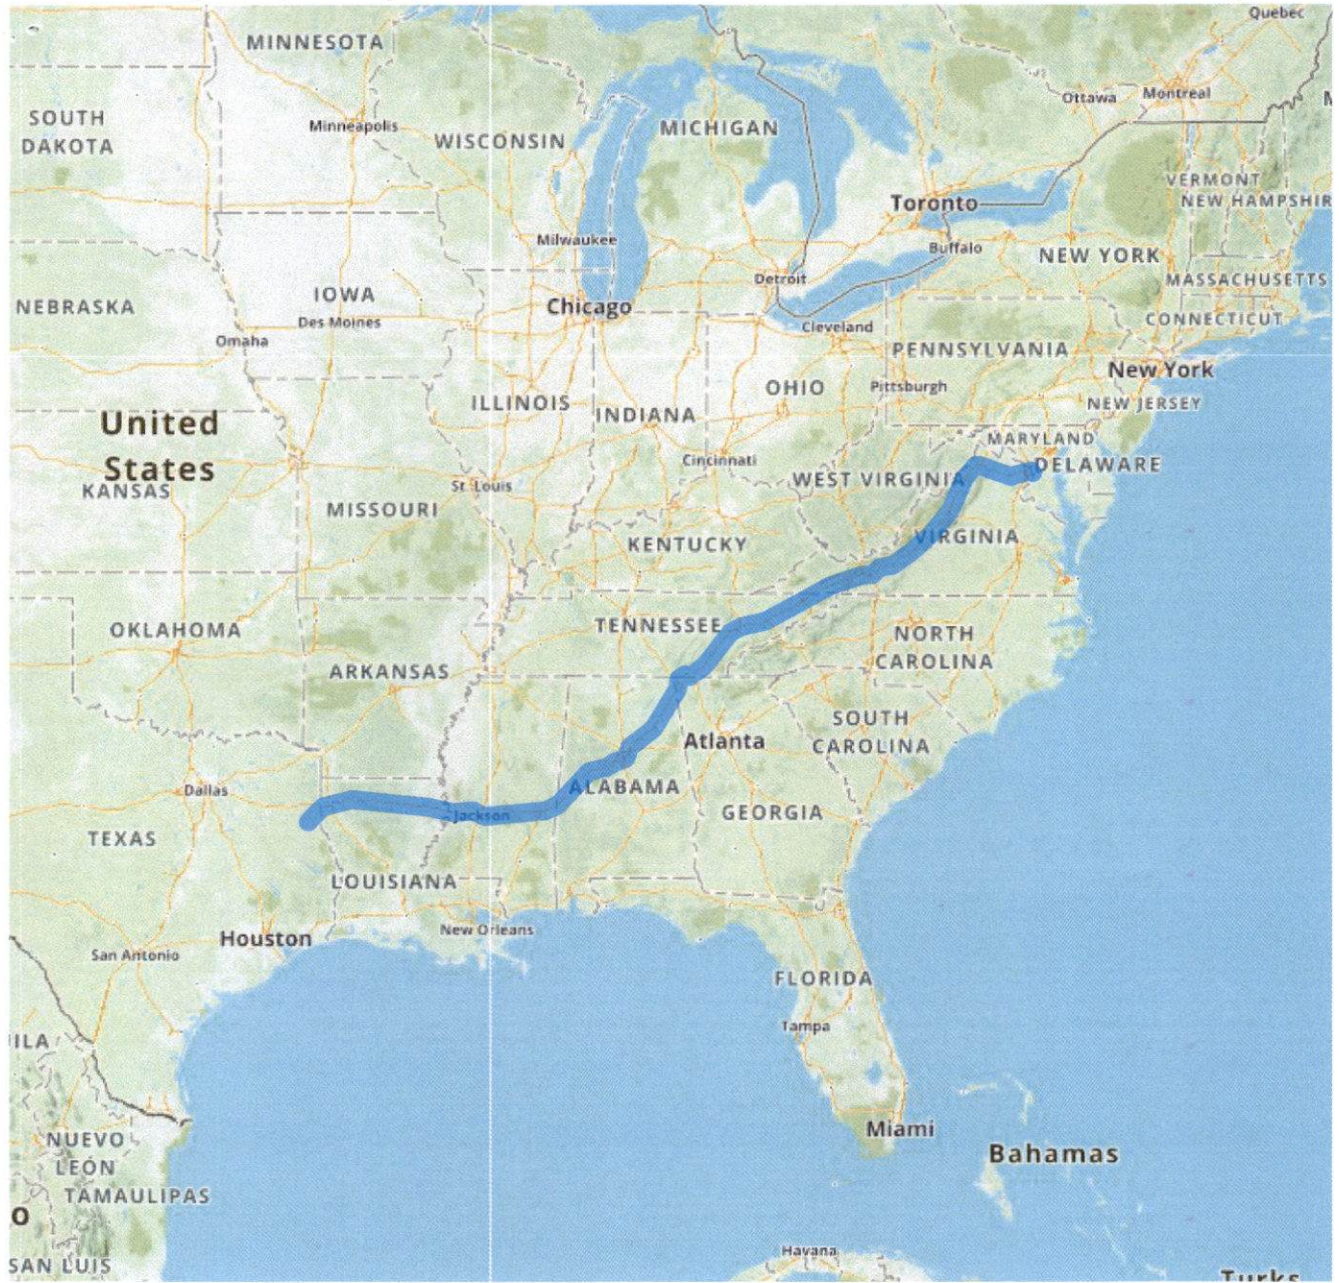 Quebec
MINNESOTA
Ottawa
Montreal
SOUTH
DAKOTA
Minneapolis
WISCONSIN
MICHIGAN
VERMONT
NEW HAMPSHIR
Toronto
Milwaukee
Buffalo
NEW YORK
Detroit
MASSACHUSETTS
NEBRASKA
IOWA
Chicago
Des Moines
Cleveland
CONNECTICUT
Omaha
PENNSYLVANIA
New York
OHIO
Pittsburgh
ILLINOIS
INDIANA
NEW JERSEY
United
States
MARYLAND
Cincinnati
DELAWARE
KANSAS
St. Louis
WEST VIRGINIA
MISSOURI
KENTUCKY
VIRGINIA
OKLAHOMA
TENNESSEE
NORTH
CAROLINA
ARKANSAS
SOUTH
CAROLINA
Atlanta
Dallas
ALABAMA
Jackson
GEORGIA
TEXAS
LOUISIANA
Houston
New Orleans
San Antonio
FLORIDA
Tampa
ILA
Miami
NUEVO
LEÓN
Bahamas
TAMAULIPAS
o
Havana
SAN LUIS
Turks